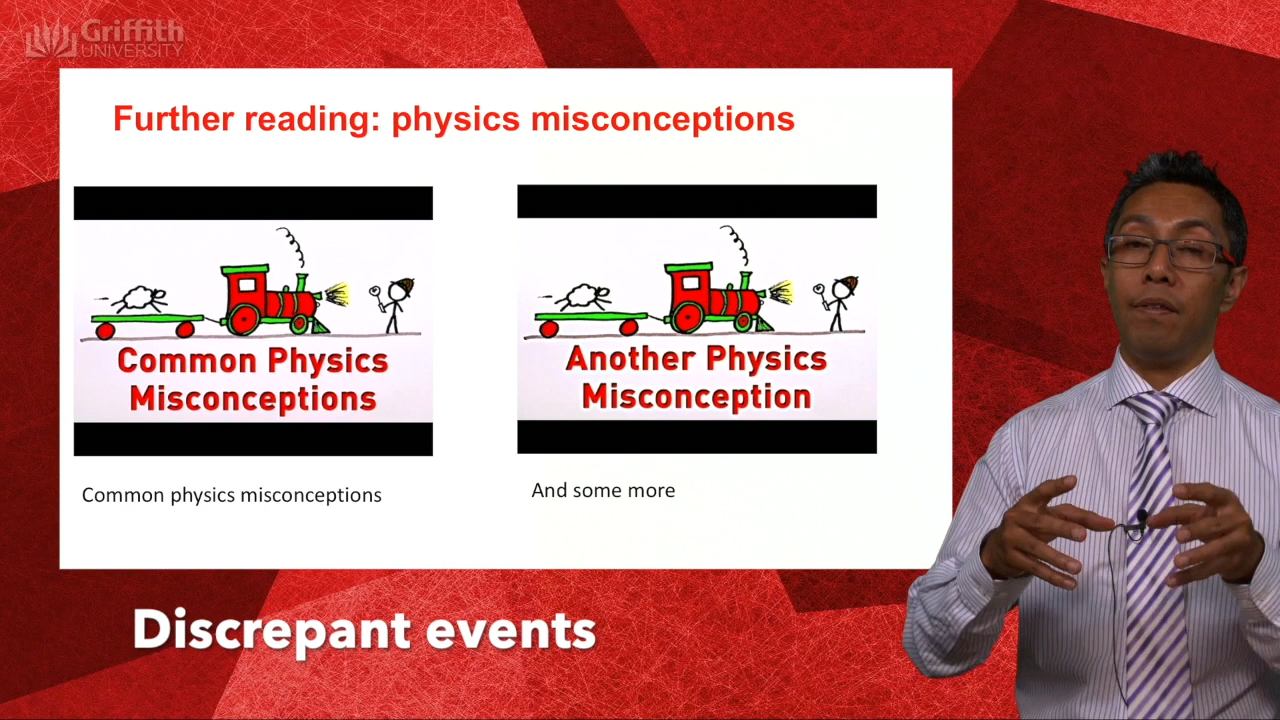 Griffith
UNIVERSITY
Further reading: physics misconceptions
Common Physics
Misconceptions
Another Physics
Misconception
Common physics misconceptions
And some more
Discrepant events